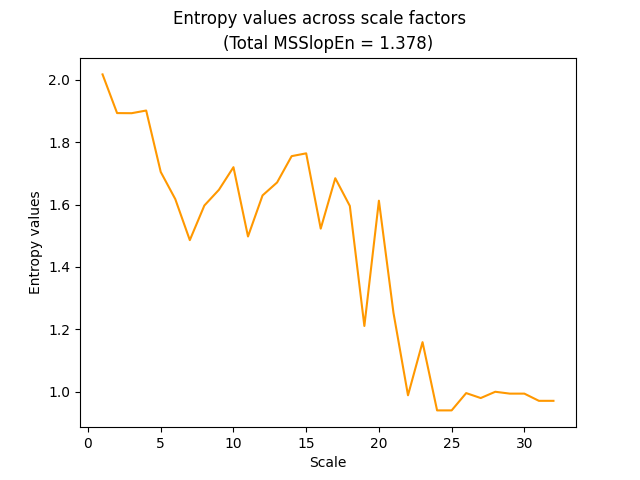 Entropy values across scale factors
(Total MSSlopEn = 1.378)
2.0
1.8
1.6
1.4
1.2
1.0
Entropy values
0 5 10 15 20 25 30
Scale